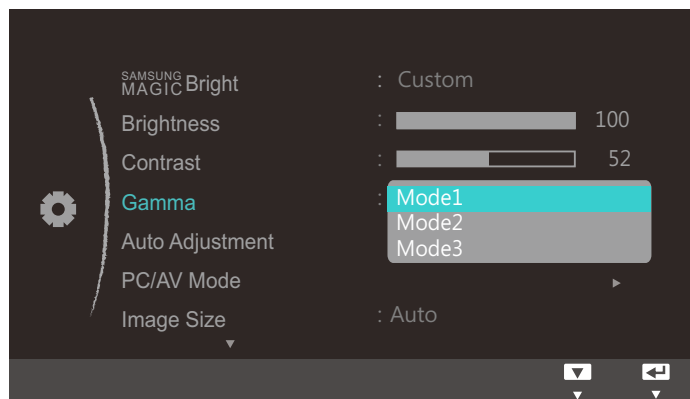 SAMSUNG MAGIC Bright : Custom
Brightness : 100
Contrast : 52
Gamma : Mode1
Mode2
Mode3
Auto Adjustment
PC/AV Mode
Image Size : Auto